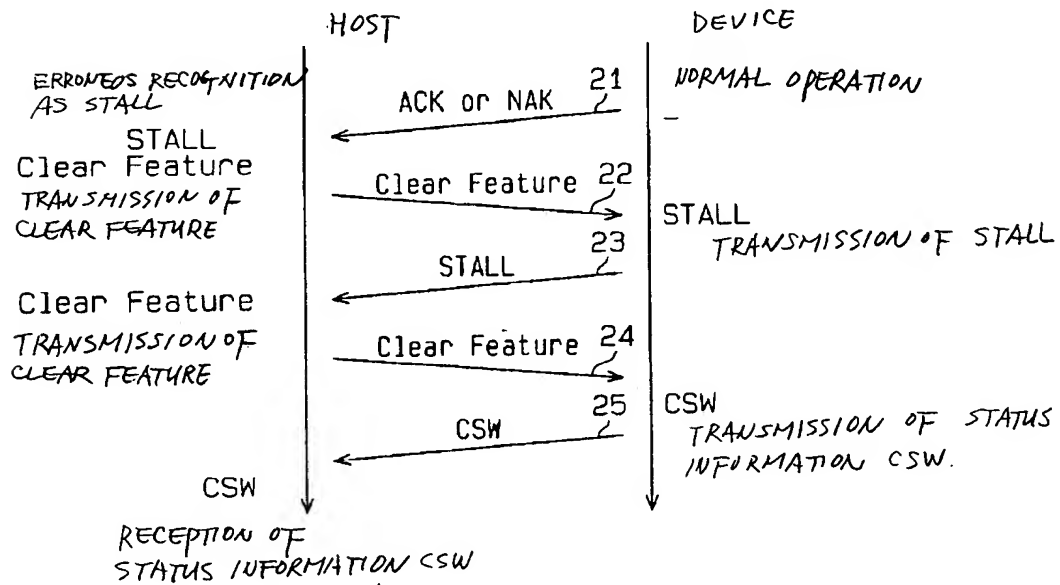 HOST
DEVICE
ERRONEOS RECOGNITION
AS STALL
21
ACK or NAK
NORMAL OPERATION
STALL
Clear Feature
TRANSMISSION OF
CLEAR FEATURE
Clear Feature 22
STALL
TRANSMISSION OF STALL
23
STALL
Clear Feature
TRANSMISSION OF
CLEAR FEATURE
Clear Feature 24
25
CSW
CSW
TRANSMISSION OF STATUS
INFORMATION CSW.
CSW
RECEPTION OF
STATUS INFORMATION CSW